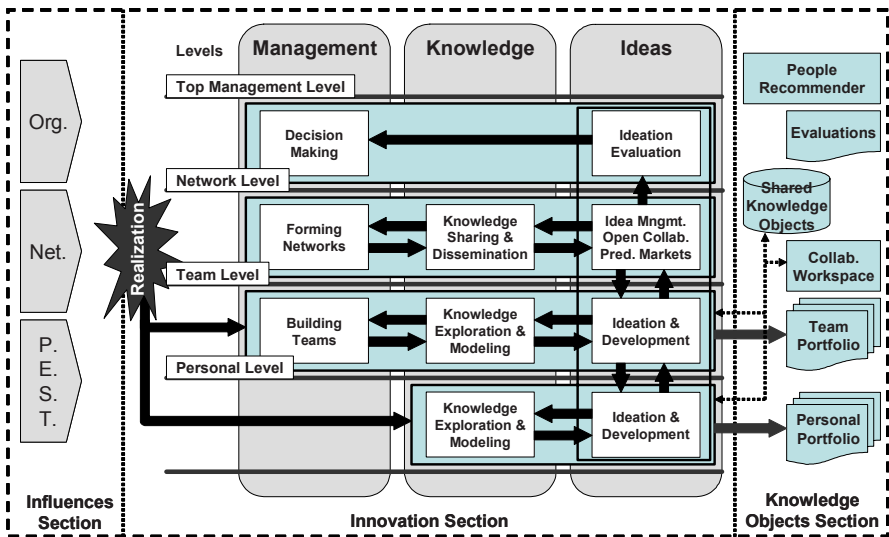 Levels
Management
Knowledge
Ideas
Top Management Level
Decision
Making
Ideation
Evaluation
Network Level
Forming
Networks
Knowledge
Sharing &
Dissemination
Idea Mngmt.
Open Collab.
Pred. Markets
Team Level
Building
Teams
Knowledge
Exploration &
Modeling
Ideation &
Development
Personal Level
Knowledge
Exploration &
Modeling
Ideation &
Development
Org.
Net.
P.
E.
S.
T.
Realization
People
Recommender
Evaluations
Shared
Knowledge
Objects
Collab.
Workspace
Team
Portfolio
Personal
Portfolio
Influences
Section
Innovation Section
Knowledge
Objects Section